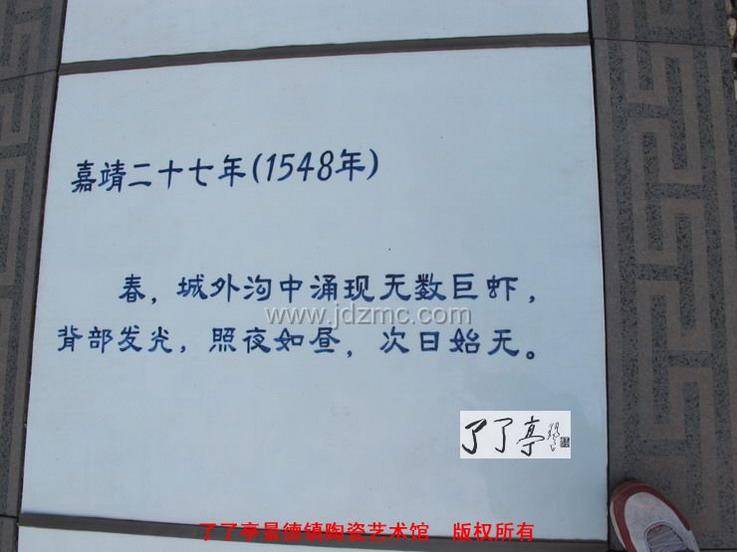 嘉靖二十七年(1548年)
春，城外沟中涌现无数巨虾，
www.jdzmc.com
背部发光，照夜如昼，次日始无。
了了亭
了了亭景德镇陶瓷艺术馆 版权所有